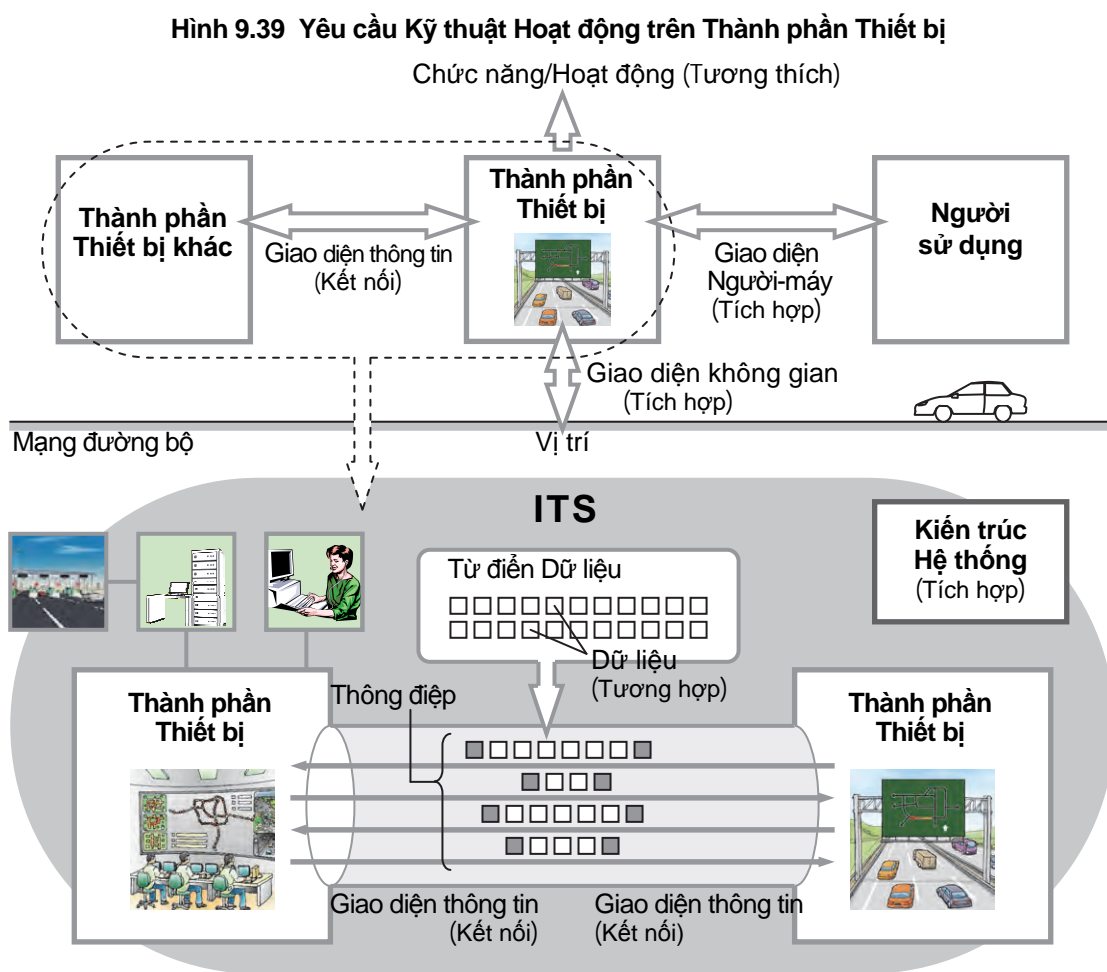 Hình 9.39 Yêu cầu Kỹ thuật Hoạt động trên Thành phần Thiết bị
Chức năng/Hoạt động (Tương thích)
Thành phần
Thiết bị khác
Giao diện thông tin
(Kết nối)
Thành phần
Thiết bị
Giao diện
Người-máy
(Tích hợp)
Người
sử dụng
Giao diện không gian
(Tích hợp)
Mạng đường bộ
Vị trí
ITS
Kiến trúc
Hệ thống
(Tích hợp)
Từ điển Dữ liệu
Dữ liệu
(Tương hợp)
Thành phần
Thiết bị
Thông điệp
Thành phần
Thiết bị
Giao diện thông tin
(Kết nối)
Giao diện thông tin
(Kết nối)